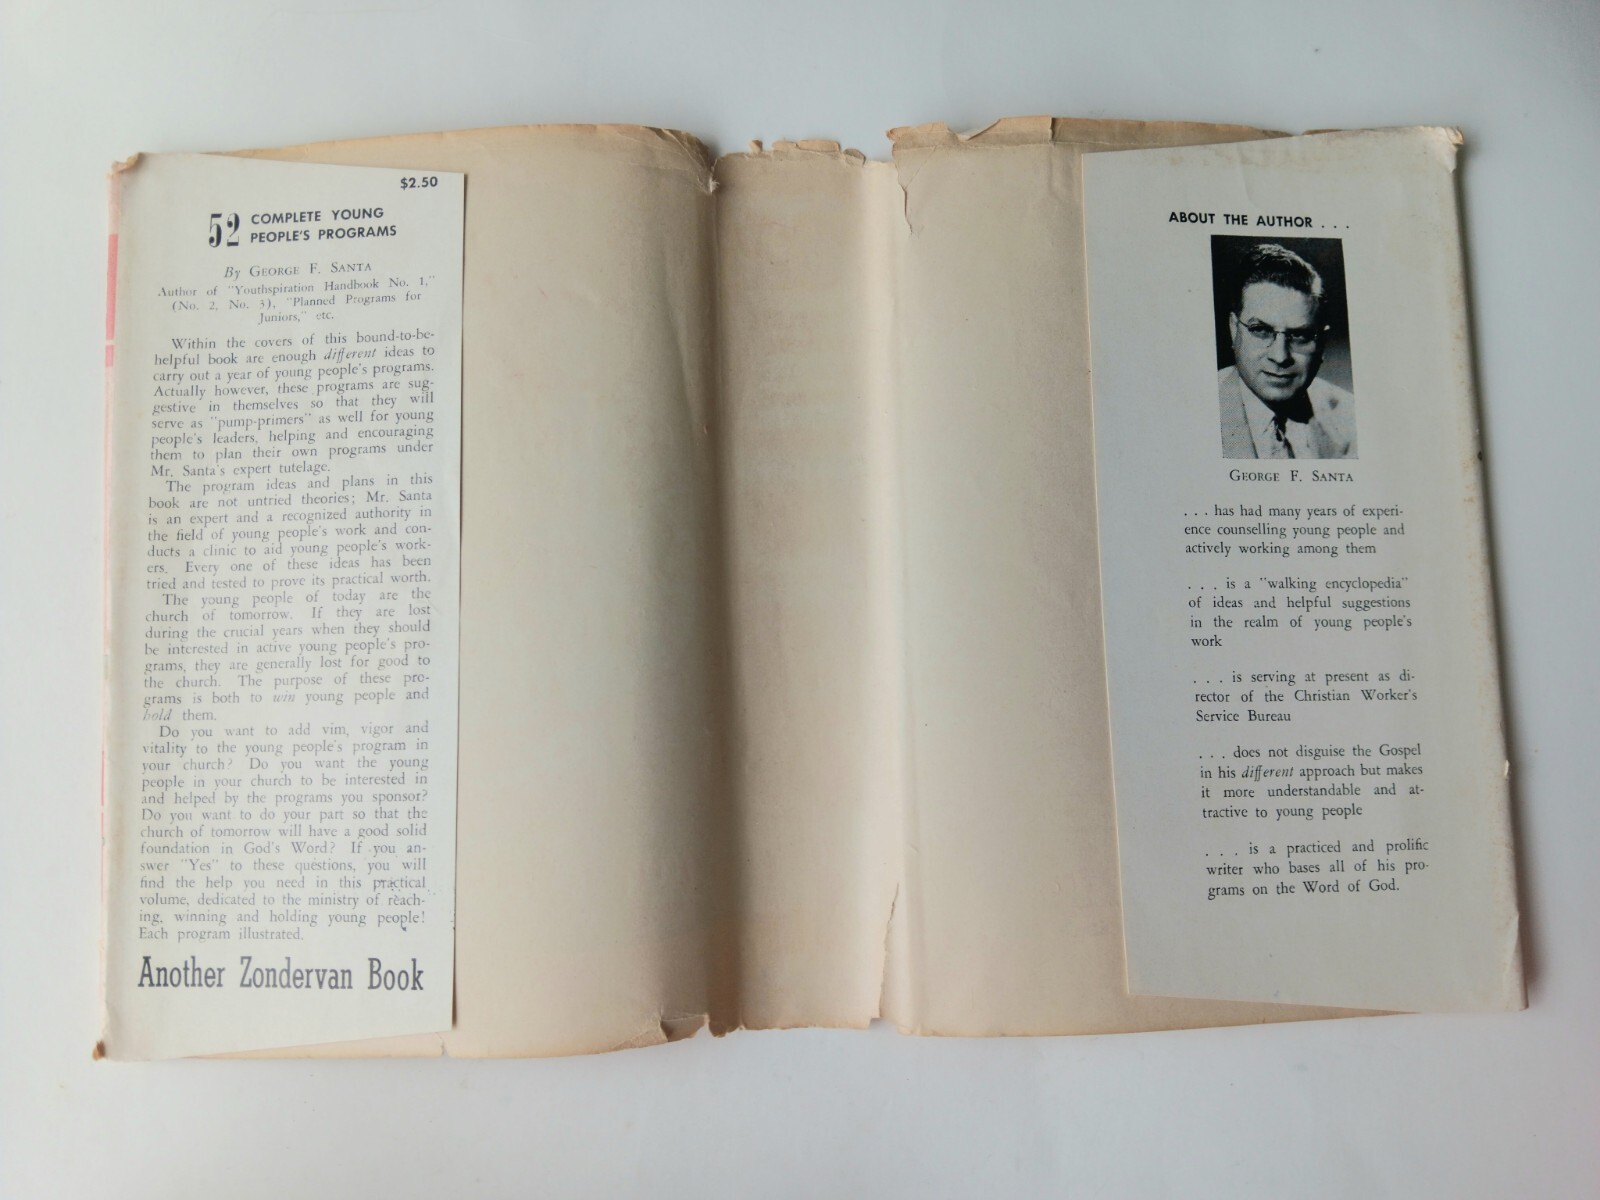 $2.50
52 COMPLETE YOUNG
PEOPLE'S PROGRAMS
By GEORGE F. SANTA
Author of "Youthspiration Handbook No. 1,"
(No. 2, No. 3), "Planned Programs for
Juniors," etc.
Within the covers of this bound-to-be-
helpful book are enough different ideas to
carry out a year of young people's programs.
Actually however, these programs are sug-
gestive in themselves so that they will
serve as "pump-primers" as well for young
people's leaders, helping and encouraging
them to plan their own programs under
Mr. Santa's expert tutelage.
The program ideas and plans in this
book are not untried theories; Mr. Santa
is an expert and a recognized authority in
the field of young people's work and con-
ducts a clinic to aid young people's work-
ers. Every one of these ideas has been
tried and tested to prove its practical worth.
The young people of today are the
church of tomorrow. If they are lost
during the crucial years when they should
be interested in active young people's pro-
grams, they are generally lost for good to
the church. The purpose of these pro-
grams is both to win young people and
hold them.
Do you want to add vim, vigor and
vitality to the young people's program in
your church? Do you want the young
people in your church to be interested in
and helped by the programs you sponsor?
Do you want to do your part so that the
church of tomorrow will have a good solid
foundation in God's Word? If you an-
swer "Yes" to these questions, you will
find the help you need in this practical
volume, dedicated to the ministry of reach-
ing, winning and holding young people!
Each program illustrated.
Another Zondervan Book
ABOUT THE AUTHOR . . .
GEORGE F. SANTA
. . . has had many years of experi-
ence counselling young people and
actively working among them
. . . is a "walking encyclopedia"
of ideas and helpful suggestions
in the realm of young people's
work
. . . is serving at present as di-
rector of the Christian Worker's
Service Bureau
. . . does not disguise the Gospel
in his different approach but makes
it more understandable and at-
tractive to young people
. . . is a practiced and prolific
writer who bases all of his pro-
grams on the Word of God.